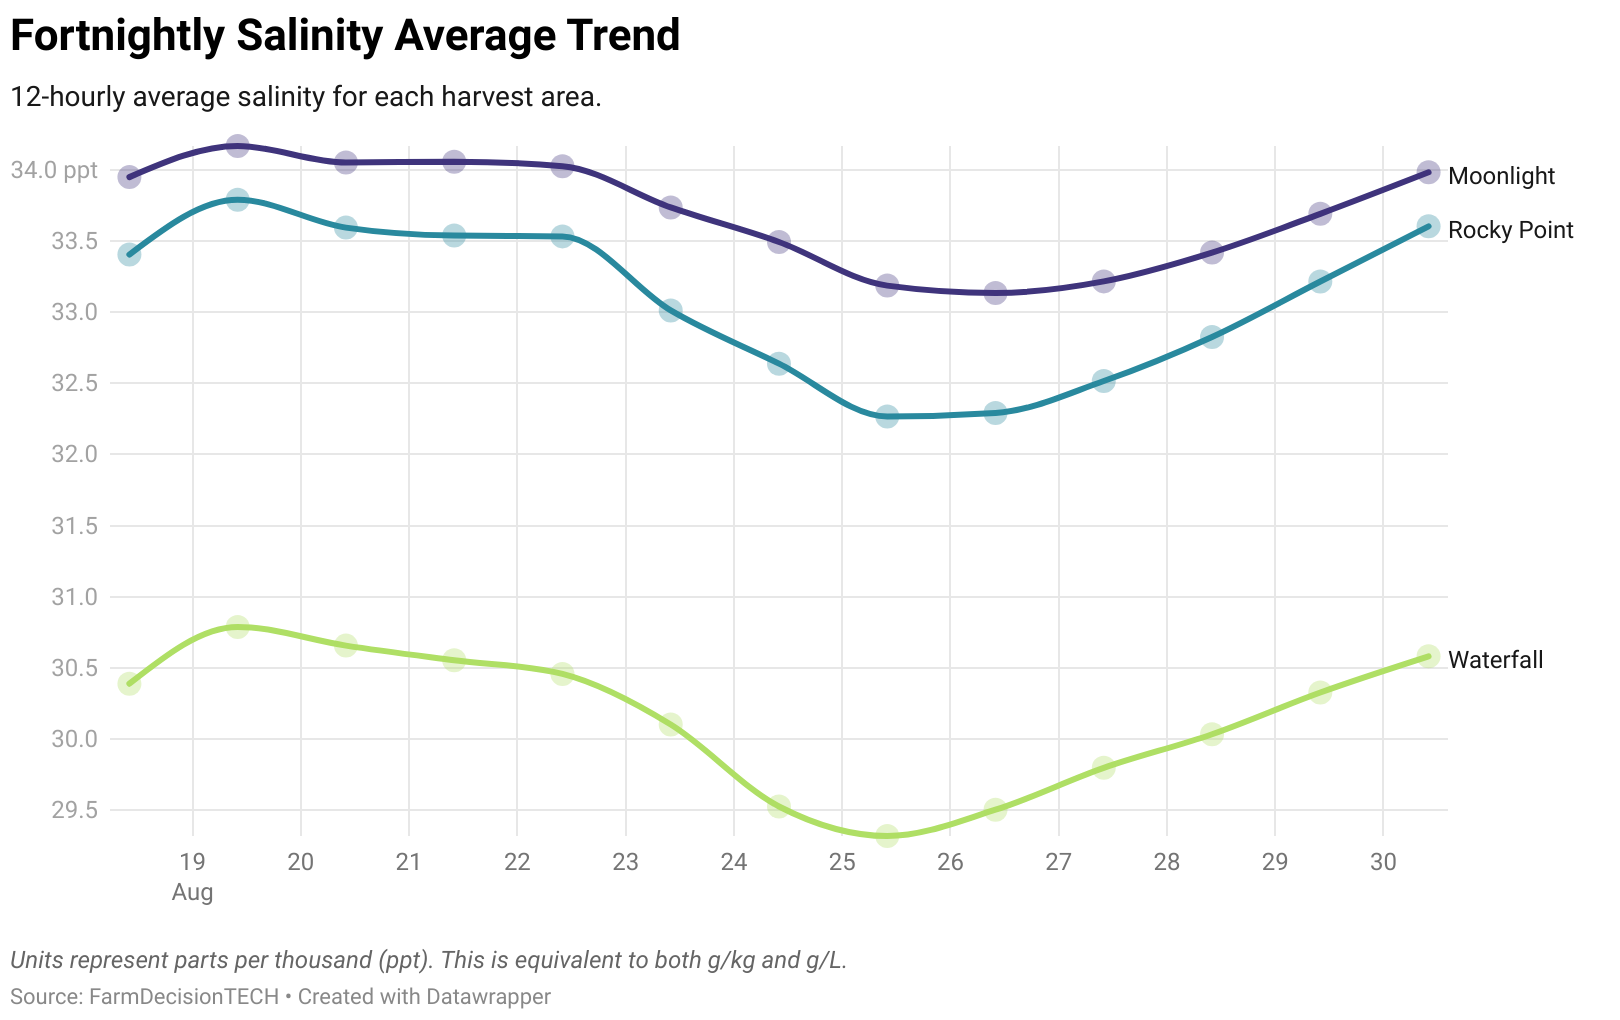 Fortnightly Salinity Average Trend
12-hourly average salinity for each harvest area.
34.0 ppt
33.5
33.0
32.5
32.0
31.5
31.0
30.5
30.0
29.5
Moonlight
Rocky Point
Waterfall
19 20 21 22 23 24 25 26 27 28 29 30
Aug
Units represent parts per thousand (ppt). This is equivalent to both g/kg and g/L.
Source: FarmDecisionTECH • Created with Datawrapper